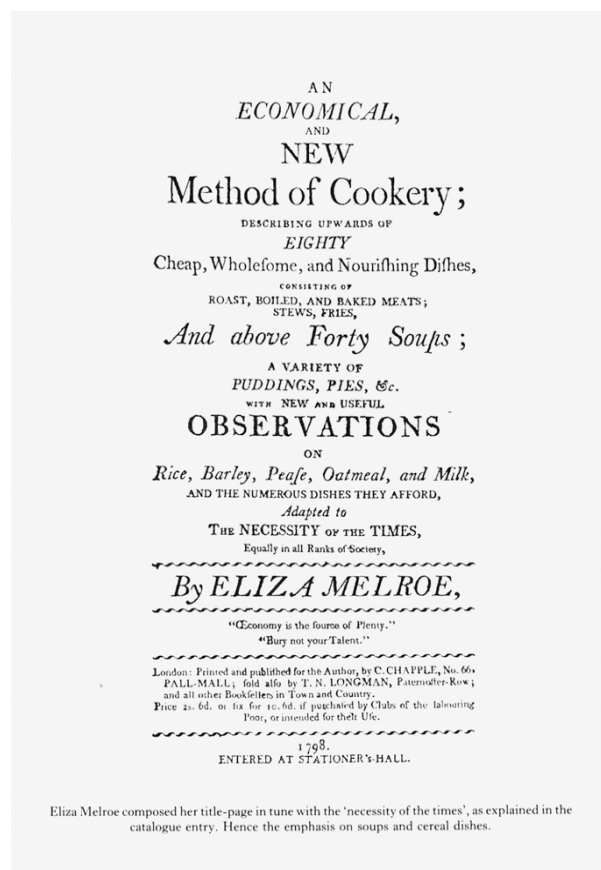 AN
ECONOMICAL,
AND
NEW
Method of Cookery;
DESCRIBING UPWARDS OF
EIGHTY
Cheap, Wholeſome, and Nouriſhing Diſhes,
CONSISTING OF
ROAST, BOILED, AND BAKED MEATS;
STEWS, FRIES,
And above Forty Soups;
A VARIETY OF
PUDDINGS, PIES, &c.
WITH NEW AND USEFUL
OBSERVATIONS
ON
Rice, Barley, Peaſe, Oatmeal, and Milk,
AND THE NUMEROUS DISHES THEY AFFORD,
Adapted to
THE NECESSITY OF THE TIMES,
Equally in all Ranks of Society,
By ELIZA MELROE,
"Œconomy is the ſource of Plenty."
"Bury not your Talent."
London: Printed and publiſhed for the Author, by C. CHAPPLE, No. 66,
PALL-MALL; ſold alſo by T. N. LONGMAN, Paternoſter-Row;
and all other Bookſellers in Town and Country.
Price 2s. 6d. or ſix for 10. 6d. if purchaſed by Clubs of the labouring
Poor, or intended for their Uſe.
1798.
ENTERED AT STATIONER's-HALL.
Eliza Melroe composed her title-page in tune with the 'necessity of the times', as explained in the
catalogue entry. Hence the emphasis on soups and cereal dishes.